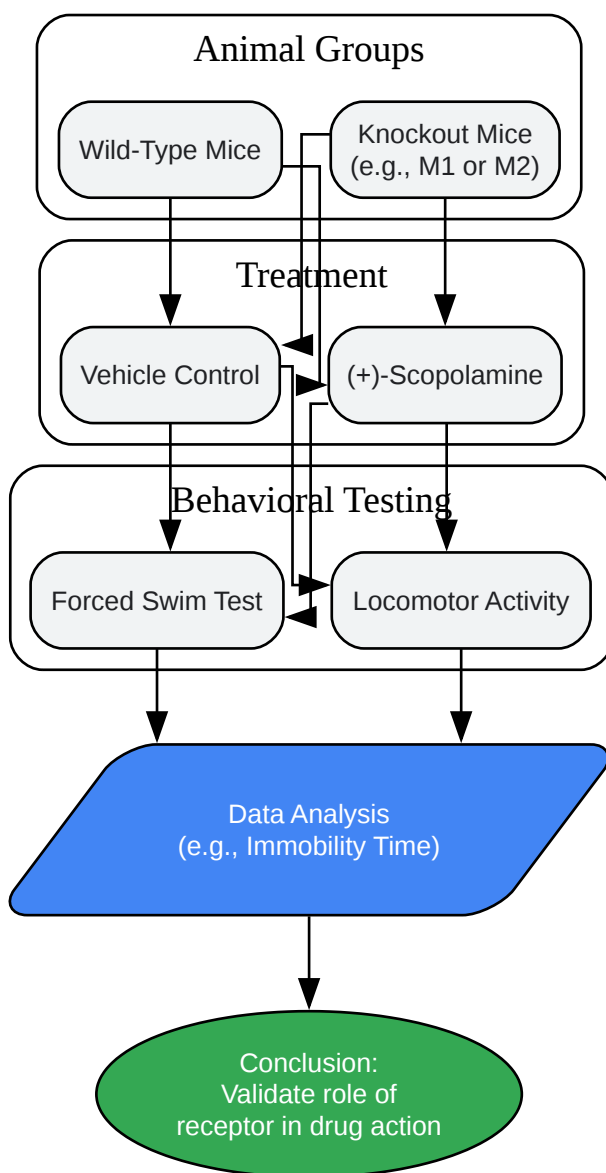 Animal Groups
Wild-Type Mice
Knockout Mice
(e.g., M1 or M2)
Treatment
Vehicle Control
(+)-Scopolamine
Behavioral Testing
Forced Swim Test
Locomotor Activity
Data Analysis
(e.g., Immobility Time)
Conclusion:
Validate role of
receptor in drug action